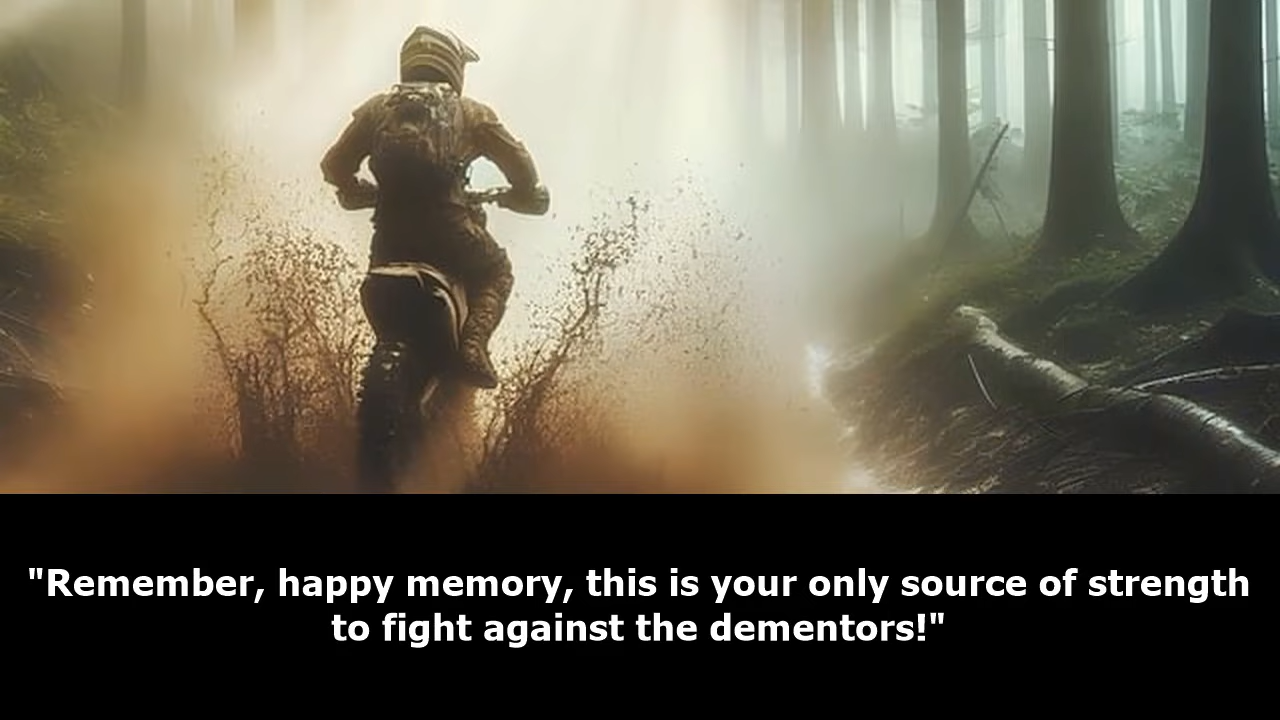 "Remember, happy memory, this is your only source of strength
to fight against the dementors!"